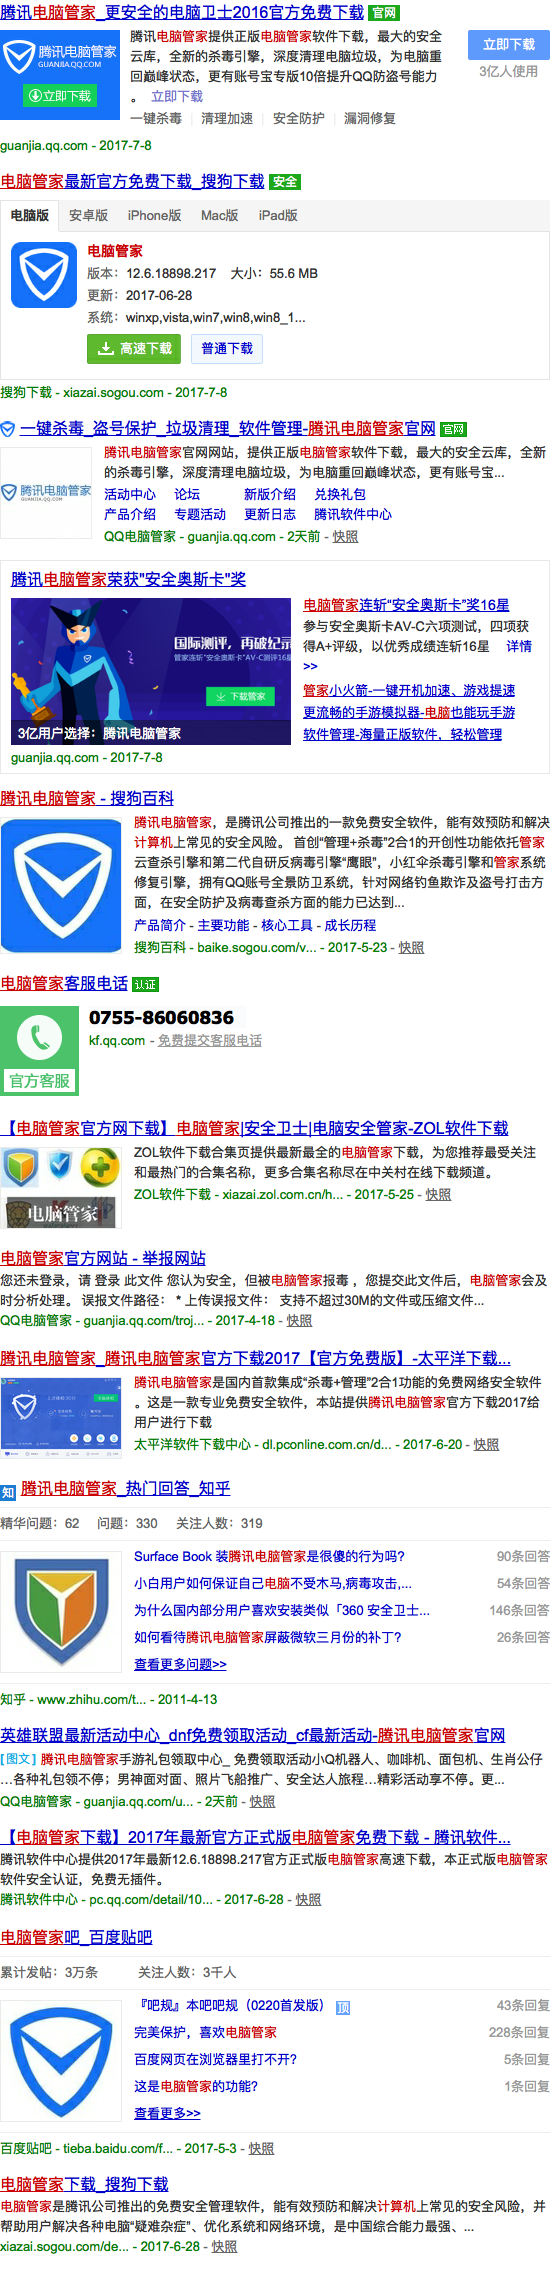 腾讯电脑管家_更安全的电脑卫士2016官方免费下载 官网
腾讯电脑管家
GUANJIA.QQ.COM
立即下载
腾讯电脑管家提供正版电脑管家软件下载，最大的安全
云库，全新的杀毒引擎，深度清理电脑垃圾，为电脑重
回巅峰状态，更有账号宝专版10倍提升QQ防盗号能力
。 立即下载
立即下载
3亿人使用
一键杀毒 | 清理加速 | 安全防护 | 漏洞修复
guanjia.qq.com - 2017-7-8
电脑管家最新官方免费下载_搜狗下载 安全
电脑版 安卓版 iPhone版 Mac版 iPad版
电脑管家
版本：12.6.18898.217 大小：55.6 MB
更新：2017-06-28
系统：winxp,vista,win7,win8,win8_1...
高速下载 普通下载
搜狗下载 - xiazai.sogou.com - 2017-7-8
一键杀毒_盗号保护_垃圾清理_软件管理-腾讯电脑管家官网 官网
腾讯电脑管家
GUANJIA.QQ.COM
腾讯电脑管家官网网站，提供正版电脑管家软件下载，最大的安全云库，全新
的杀毒引擎，深度清理电脑垃圾，为电脑重回巅峰状态，更有账号宝...
活动中心 论坛 新版介绍 兑换礼包
产品介绍 专题活动 更新日志 腾讯软件中心
QQ电脑管家 - guanjia.qq.com - 2天前 - 快照
腾讯电脑管家荣获"安全奥斯卡"奖
国际测评，再破纪录
管家连斩"安全奥斯卡"AV-C测评16星
下载管家
3亿用户选择：腾讯电脑管家
电脑管家连斩“安全奥斯卡”奖16星
参与安全奥斯卡AV-C六项测试，四项获
得A+评级，以优秀成绩连斩16星 详情
>>
管家小火箭-一键开机加速、游戏提速
更流畅的手游模拟器-电脑也能玩手游
软件管理-海量正版软件，轻松管理
guanjia.qq.com - 2017-7-8
腾讯电脑管家 - 搜狗百科
腾讯电脑管家，是腾讯公司推出的一款免费安全软件，能有效预防和解决
计算机上常见的安全风险。 首创“管理+杀毒”2合1的开创性功能依托管家
云查杀引擎和第二代自研反病毒引擎“鹰眼”，小红伞杀毒引擎和管家系统
修复引擎，拥有QQ账号全景防卫系统，针对网络钓鱼欺诈及盗号打击方
面，在安全防护及病毒查杀方面的能力已达到...
产品简介 - 主要功能 - 核心工具 - 成长历程
搜狗百科 - baike.sogou.com/v... - 2017-5-23 - 快照
电脑管家客服电话 认证
官方客服
0755-86060836
kf.qq.com - 免费提交客服电话
【电脑管家官方网下载】电脑管家|安全卫士|电脑安全管家-ZOL软件下载
电脑管家
ZOL软件下载合集页提供最新最全的电脑管家下载，为您推荐最受关注
和最热门的合集名称，更多合集名称尽在中关村在线下载频道。
ZOL软件下载 - xiazai.zol.com.cn/h... - 2017-5-25 - 快照
电脑管家官方网站 - 举报网站
您还未登录，请 登录 此文件 您认为安全，但被电脑管家报毒 ，您提交此文件后，电脑管家会及
时分析处理。 误报文件路径： * 上传误报文件： 支持不超过30M的文件或压缩文件...
QQ电脑管家 - guanjia.qq.com/troj... - 2017-4-18 - 快照
腾讯电脑管家_腾讯电脑管家官方下载2017【官方免费版】-太平洋下载...
腾讯电脑管家是国内首款集成“杀毒+管理”2合1功能的免费网络安全软件
。这是一款专业免费安全软件，本站提供腾讯电脑管家官方下载2017给
用户进行下载
太平洋软件下载中心 - dl.pconline.com.cn/d... - 2017-6-20 - 快照
知 腾讯电脑管家_热门回答_知乎
精华问题：62 问题：330 关注人数：319
Surface Book 装腾讯电脑管家是很傻的行为吗? 90条回答
小白用户如何保证自己电脑不受木马,病毒攻击,... 54条回答
为什么国内部分用户喜欢安装类似「360 安全卫士... 146条回答
如何看待腾讯电脑管家屏蔽微软三月份的补丁? 26条回答
查看更多问题>>
知乎 - www.zhihu.com/t... - 2011-4-13
英雄联盟最新活动中心_dnf免费领取活动_cf最新活动-腾讯电脑管家官网
[图文] 腾讯电脑管家手游礼包领取中心_ 免费领取活动小Q机器人、咖啡机、面包机、生肖公仔
...各种礼包领不停；男神面对面、照片飞船推广、安全达人旅程...精彩活动享不停。更...
QQ电脑管家 - guanjia.qq.com/u... - 2天前 - 快照
【电脑管家下载】2017年最新官方正式版电脑管家免费下载 - 腾讯软件...
腾讯软件中心提供2017年最新12.6.18898.217官方正式版电脑管家高速下载，本正式版电脑管家
软件安全认证，免费无插件。
腾讯软件中心 - pc.qq.com/detail/10... - 2017-6-28 - 快照
电脑管家吧_百度贴吧
累计发帖：3万条 关注人数：3千人
『吧规』本吧吧规（0220首发版） 顶 43条回复
完美保护，喜欢电脑管家 228条回复
百度网页在浏览器里打不开? 5条回复
这是电脑管家的功能? 1条回复
查看更多>>
百度贴吧 - tieba.baidu.com/f... - 2017-5-3 - 快照
电脑管家下载_搜狗下载
电脑管家是腾讯公司推出的免费安全管理软件，能有效预防和解决计算机上常见的安全风险，并
帮助用户解决各种电脑“疑难杂症”、优化系统和网络环境，是中国综合能力最强、...
xiazai.sogou.com/de... - 2017-6-28 - 快照